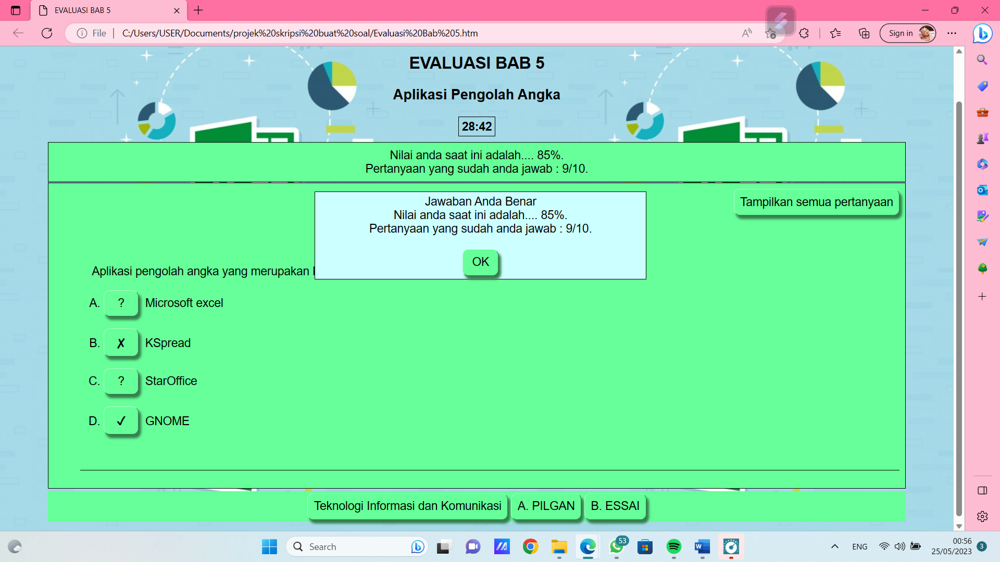 EVALUASI BAB 5
File
C:/Users/USER/Documents/projek%20skripsi%20buat%20soal/Evaluasi%20Bab%205.htm
Sign in
EVALUASI BAB 5
Aplikasi Pengolah Angka
28:42
Nilai anda saat ini adalah.... 85%.
Pertanyaan yang sudah anda jawab : 9/10.
Tampilkan semua pertanyaan
Jawaban Anda Benar
Nilai anda saat ini adalah.... 85%.
Pertanyaan yang sudah anda jawab : 9/10.
OK
Aplikasi pengolah angka yang merupakan
A. ? Microsoft excel
B. ✗ KSpread
C. ? StarOffice
D. ✓ GNOME
Teknologi Informasi dan Komunikasi
A. PILGAN
B. ESSAI
Search
53
ENG
00:56
25/05/2023
3